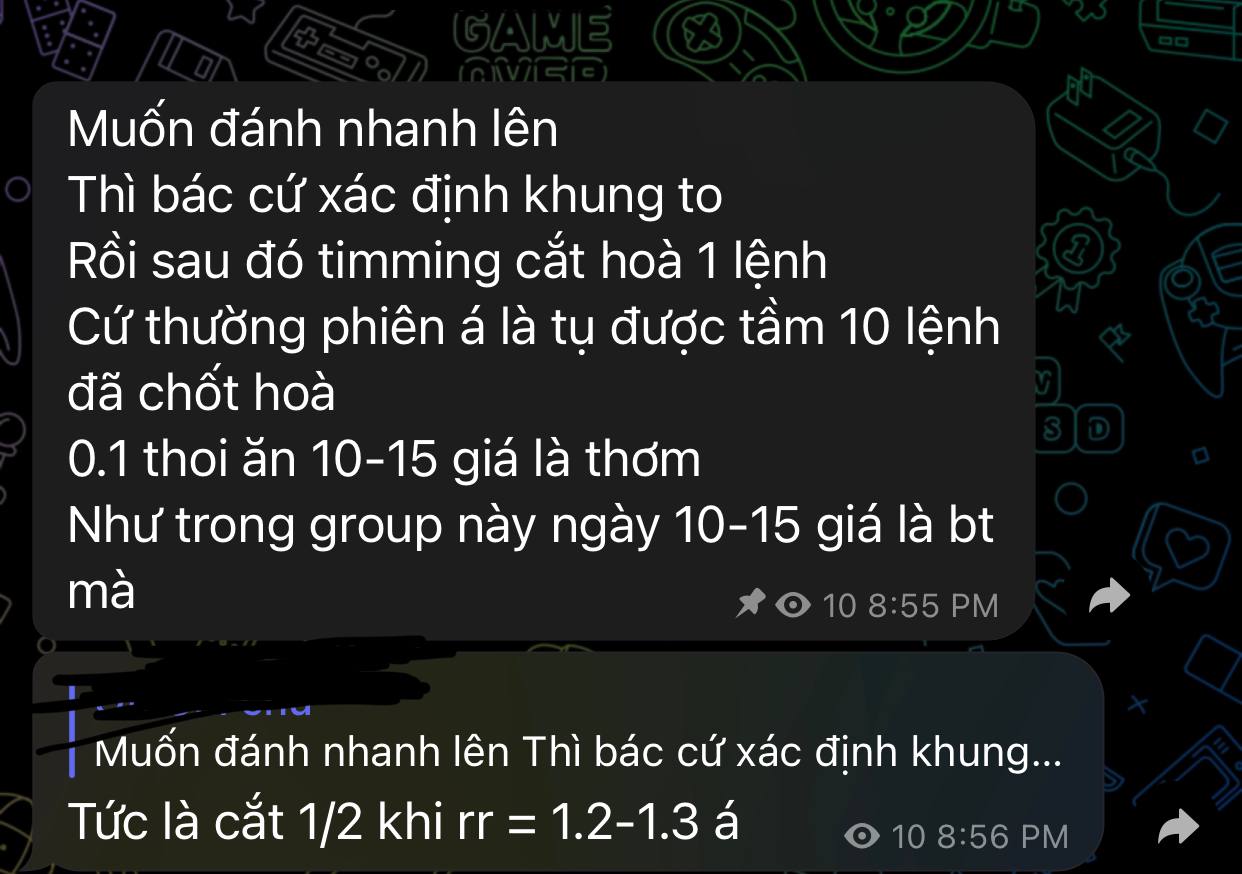 GAME
OVER
Muốn đánh nhanh lên
Thì bác cứ xác định khung to
Rồi sau đó timming cắt hoà 1 lệnh
Cứ thường phiên á là tụ được tầm 10 lệnh
đã chốt hoà
0.1 thoi ăn 10-15 giá là thơm
Như trong group này ngày 10-15 giá là bt
mà
10 8:55 PM
1
W
S D
Muốn đánh nhanh lên Thì bác cứ xác định khung...
Tức là cắt 1/2 khi rr = 1.2-1.3 á
10 8:56 PM